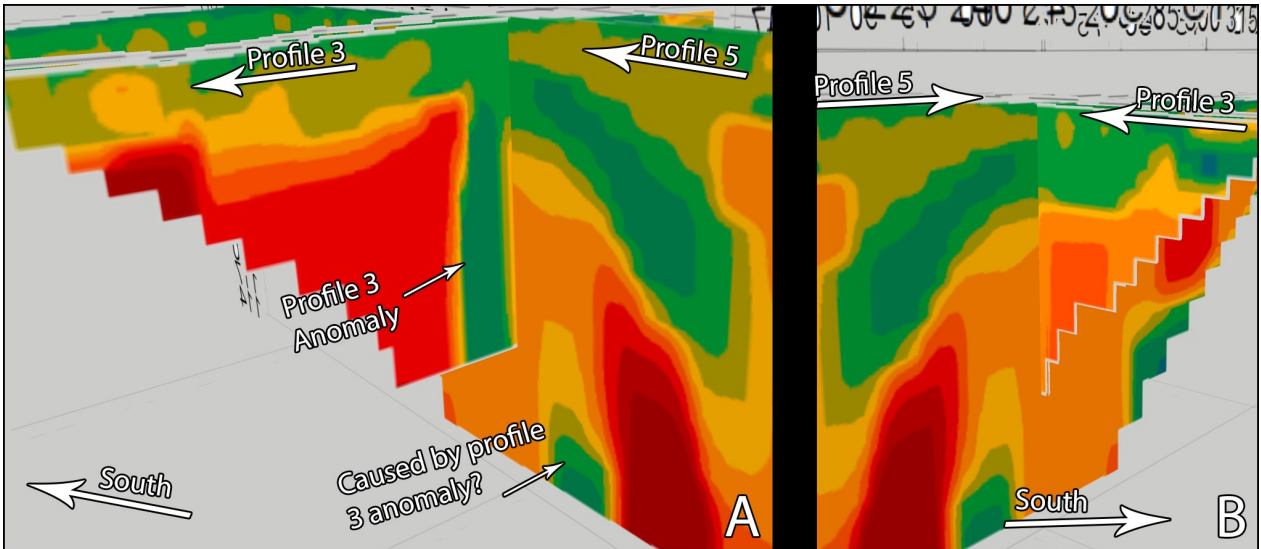 Profile 3
Profile 5
Profile 3
Anomaly
Caused by profile
3 anomaly?
South
A
Profile 5
Profile 3
South
B